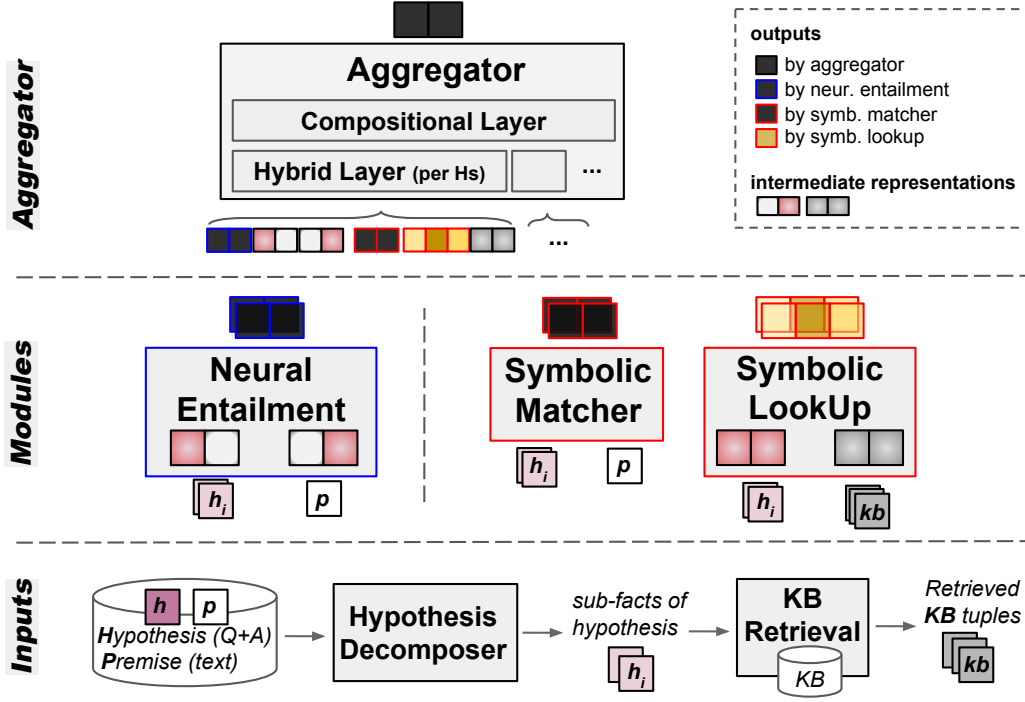 Aggregator
Aggregator
Compositional Layer
Hybrid Layer (per Hs)
...
...
outputs
by aggregator
by neur. entailment
by symb. matcher
by symb. lookup
intermediate representations
Modules
Neural
Entailment
h_i
p
Symbolic
Matcher
h_i
p
Symbolic
LookUp
h_i
kb
Inputs
h
p
Hypothesis (Q+A)
Premise (text)
Hypothesis
Decomposer
sub-facts of
hypothesis
h_i
KB
Retrieval
KB
Retrieved
KB tuples
kb